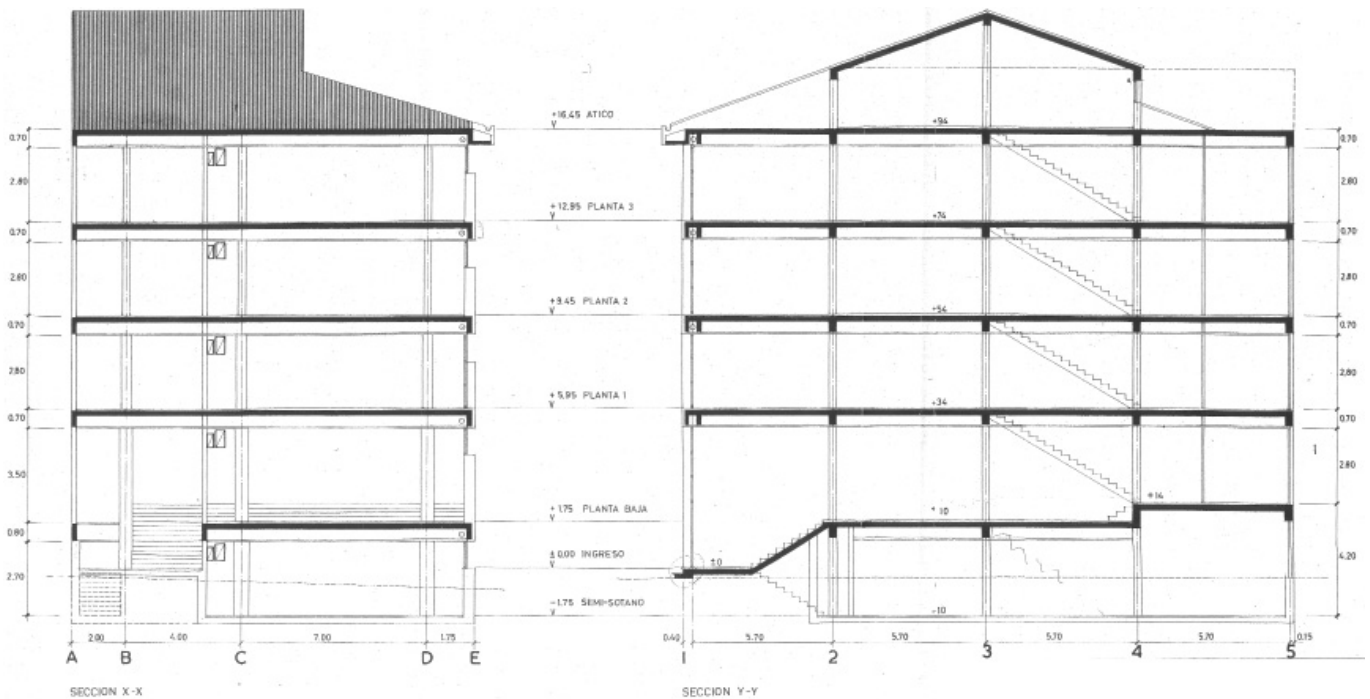 +16,45 ATICO
+12,95 PLANTA 3
+9.45 PLANTA 2
+5,95 PLANTA 1
+1.75 PLANTA BAJA
±0,00 INGRESO
-1.75 SEMI-SOTANO
0.70
2.80
0.70
2.80
0.70
2.80
0.70
3.50
0.80
2.70
2.00 4.00 7.00 1.75
A B C D E
SECCION X-X
+94
+74
+54
+34
+14
+10
±0
-10
0.70
2.80
0.70
2,80
0.70
2,80
0.70
2.80
4.20
0.40 5.70 5.70 5.70 5.70 0.15
1 2 3 4 5
SECCION Y-Y